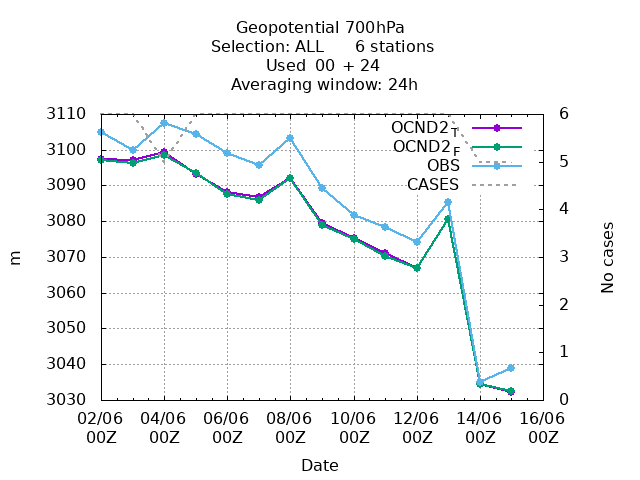 Geopotential 700hPa
Selection: ALL 6 stations
Used 00 + 24
Averaging window: 24h
OCND2T
OCND2F
OBS
CASES
3110
3100
3090
3080
3070
3060
3050
3040
3030
m
6
5
4
3
2
1
0
No cases
02/06 04/06 06/06 08/06 10/06 12/06 14/06 16/06
00Z 00Z 00Z 00Z 00Z 00Z 00Z 00Z
Date